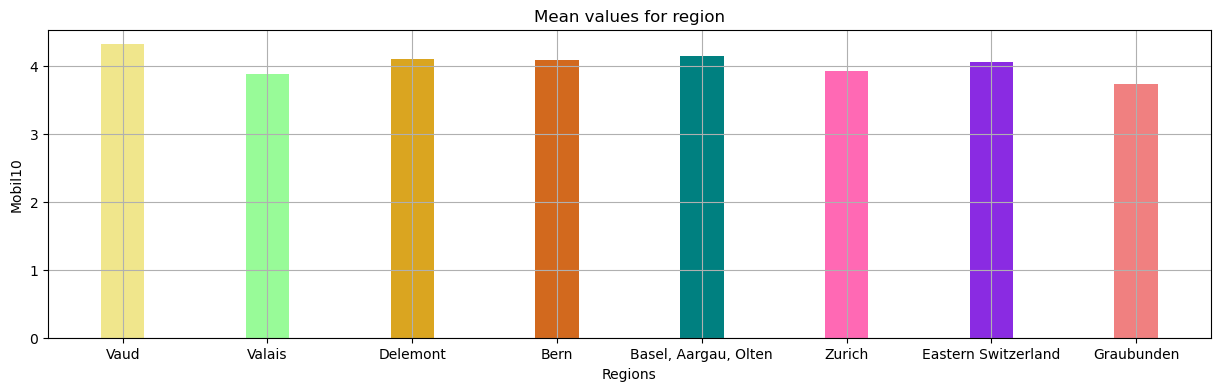 Mean values for region
Mobil10
4
3
2
1
0
Vaud Valais Delemont Bern Basel, Aargau, Olten Zurich Eastern Switzerland Graubunden
Regions